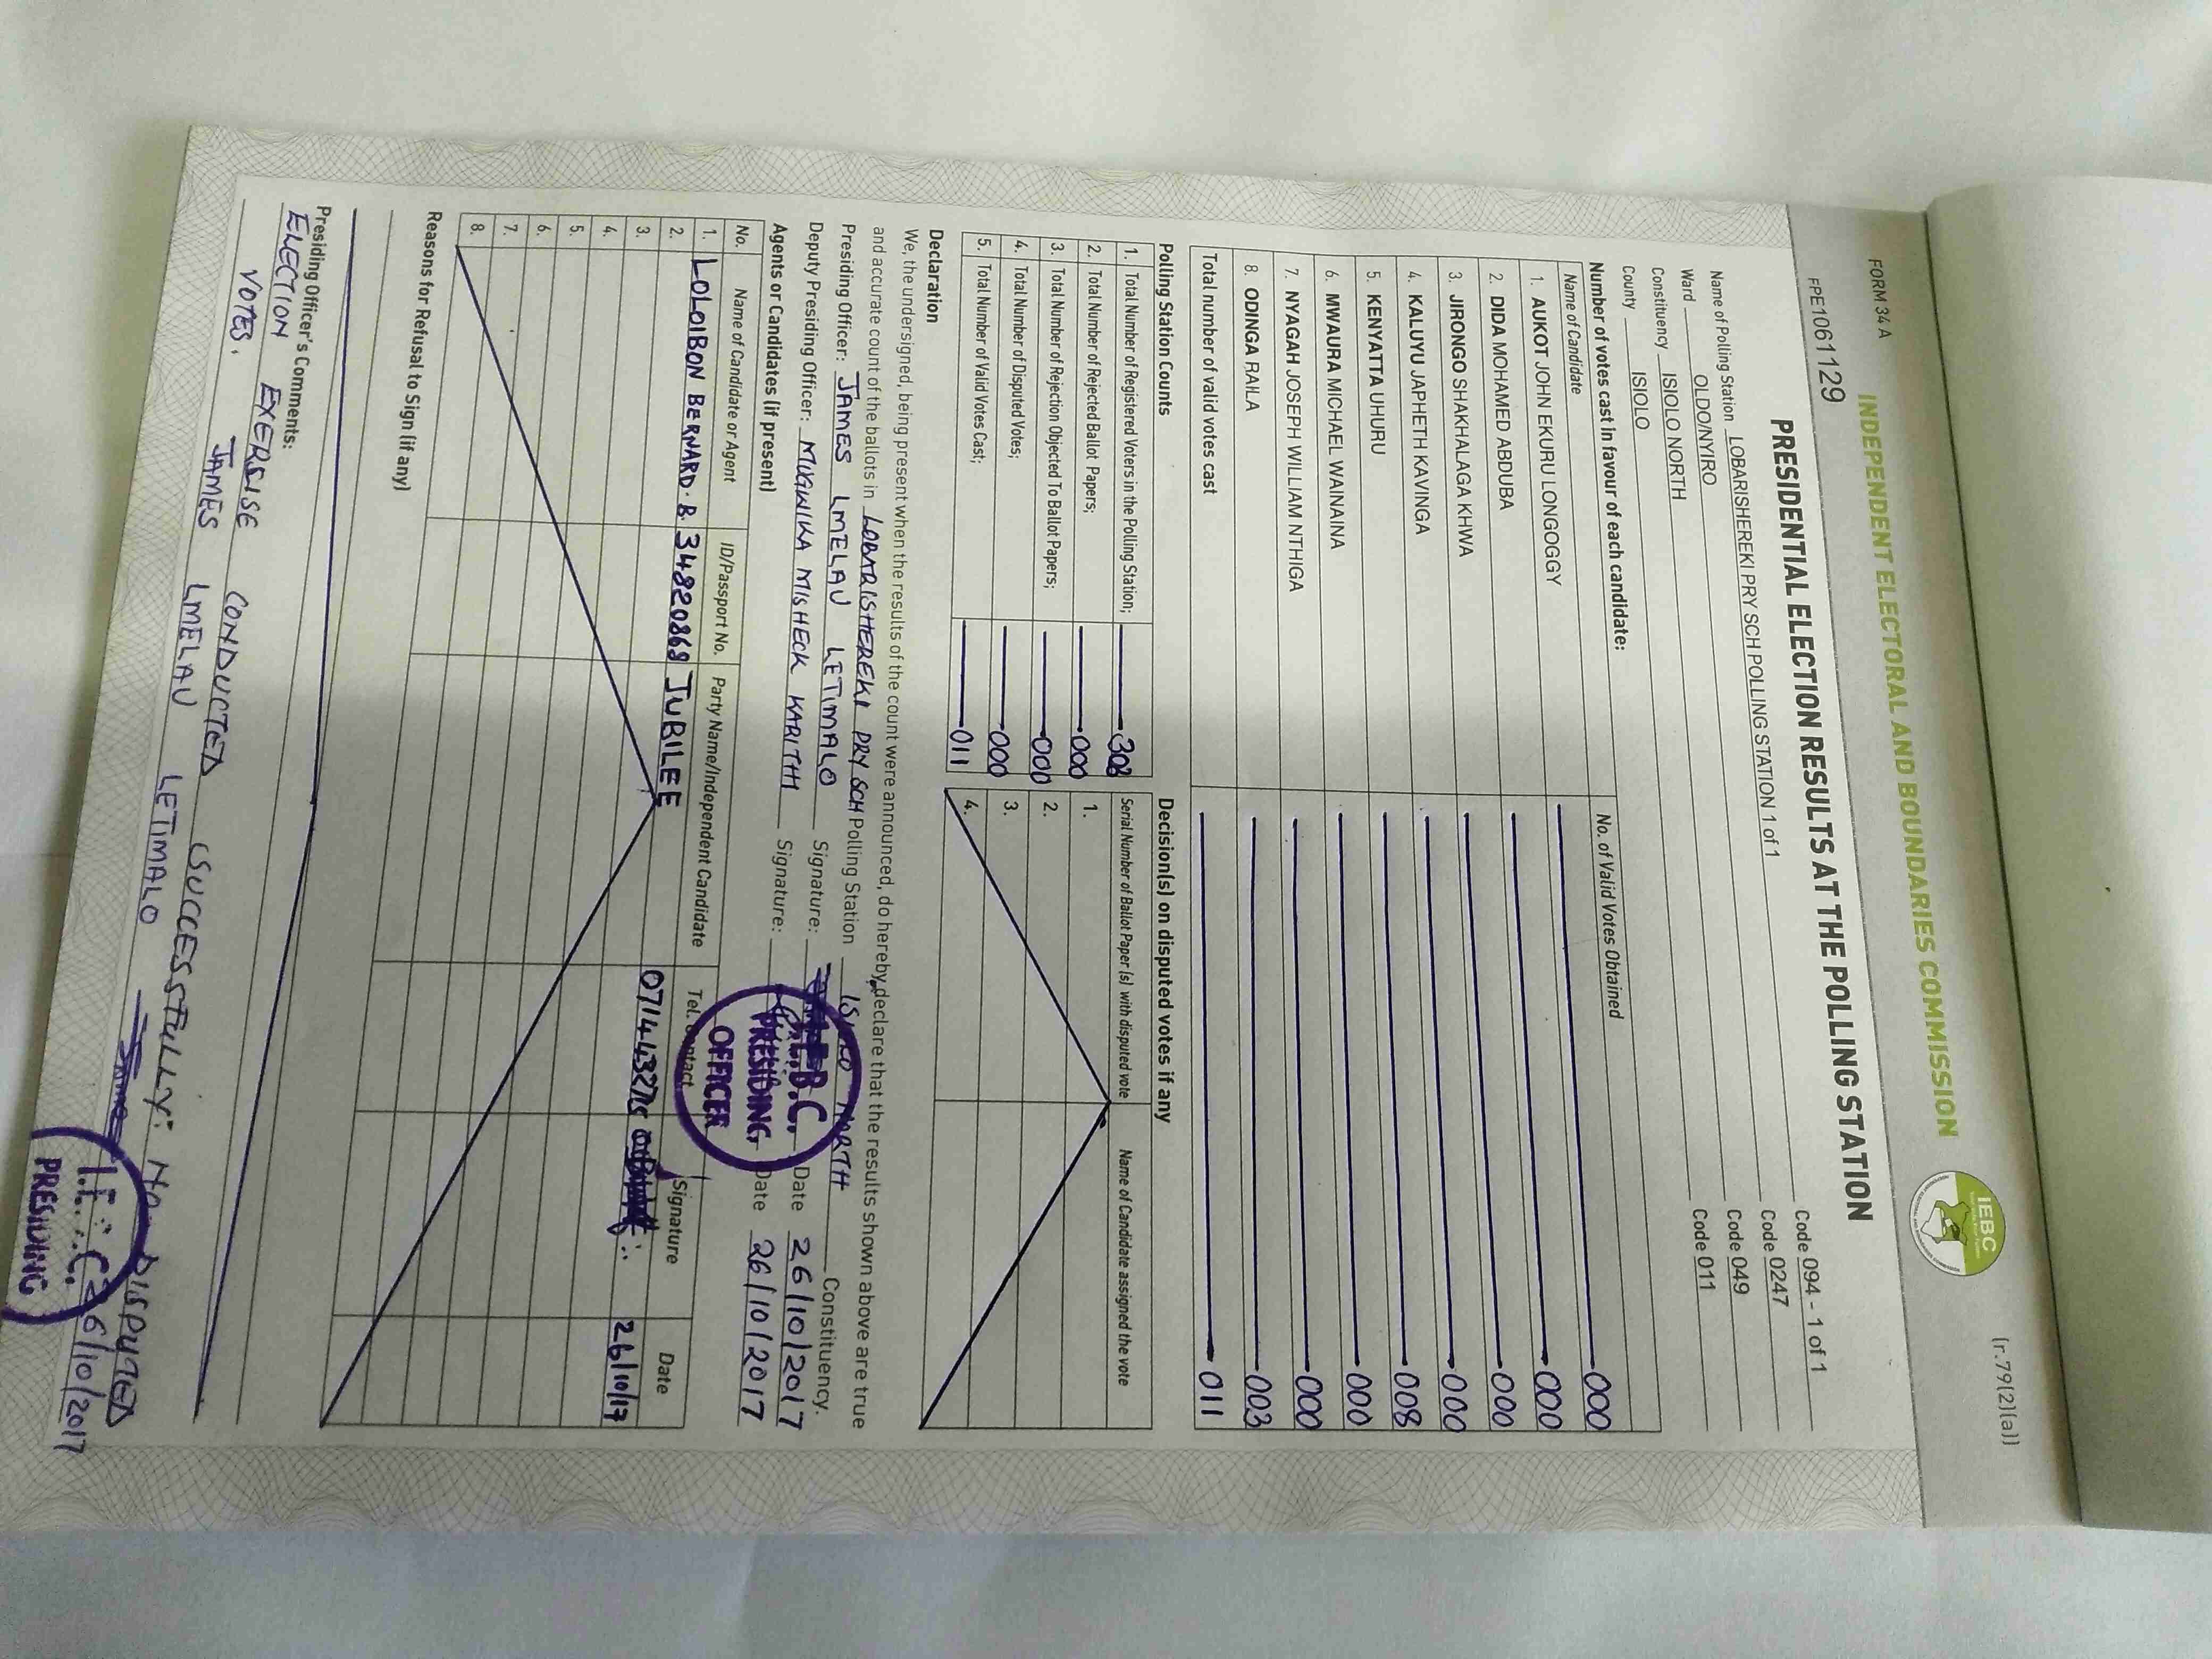 FORM 34 A
(r.79(2)(a))
INDEPENDENT ELECTORAL AND BOUNDARIES COMMISSION
IEBC
FPE1061129
PRESIDENTIAL ELECTION RESULTS AT THE POLLING STATION
Name of Polling Station LOBARISHEREKI PRY SCH POLLING STATION 1 of 1 Code 094 - 1 of 1
Ward OLDO/NYIRO Code 0247
Constituency ISIOLO NORTH Code 049
County ISIOLO Code 011
Number of votes cast in favour of each candidate:
Name of Candidate No. of Valid Votes Obtained
1. AUKOT JOHN EKURU LONGOGGY 000
2. DIDA MOHAMED ABDUBA 000
3. JIRONGO SHAKHALAGA KHWA 000
4. KALUYU JAPHETH KAVINGA 000
5. KENYATTA UHURU 008
6. MWAURA MICHAEL WAINAINA 000
7. NYAGAH JOSEPH WILLIAM NTHIGA 000
8. ODINGA RAILA 003
Total number of valid votes cast 011
Polling Station Counts
1. Total Number of Registered Voters in the Polling Station; 308
2. Total Number of Rejected Ballot Papers; 000
3. Total Number of Rejection Objected To Ballot Papers; 000
4. Total Number of Disputed Votes; 000
5. Total Number of Valid Votes Cast; 011
Decision(s) on disputed votes if any
Serial Number of Ballot Paper (s) with disputed vote Name of Candidate assigned the vote
1.
2.
3.
4.
Declaration
We, the undersigned, being present when the results of the count were announced, do hereby declare that the results shown above are true
and accurate count of the ballots in LOBARISHEREKI PRY SCH Polling Station ISIOLO NORTH Constituency.
Presiding Officer: JAMES LMELAU LETIMALO Signature: Date 26/10/2017
Deputy Presiding Officer: MUGWIKA MISHECK KARITHI Signature: Date 26/10/2017
I.E.B.C.
PRESIDING
OFFICER
Agents or Candidates (if present)
No. Name of Candidate or Agent ID/Passport No. Party Name/Independent Candidate Tel. Contact Signature Date
1. LOLOIBON BERNARD. B. JUBILEE 26/10/17
2.
3.
4.
5.
6.
7.
8.
Reasons for Refusal to Sign (if any)
Presiding Officer's Comments:
ELECTION EXERCISE CONDUCTED SUCCESSFULLY: NO DISPUTED
VOTES. JAMES LMELAU LETIMALO 26/10/2017
PRESIDING